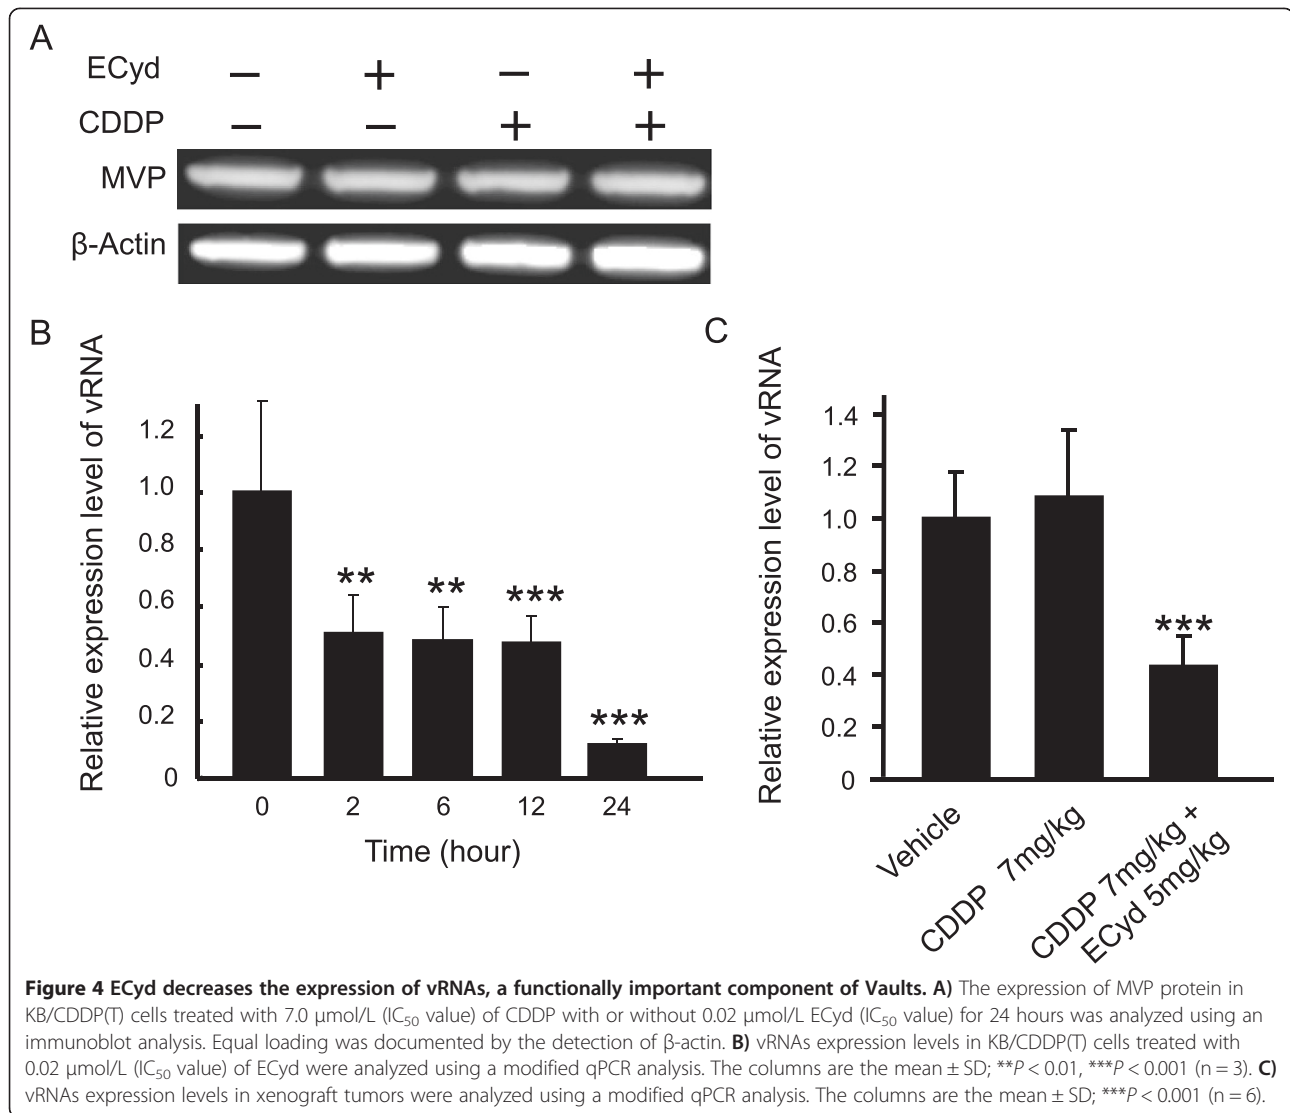 A
ECyd − + − +
CDDP − − + +
MVP
β-Actin
B
Relative expression level of vRNA
1.2
1.0
0.8
0.6
0.4
0.2
0
**
**
***
***
0 2 6 12 24
Time (hour)
C
Relative expression level of vRNA
1.4
1.2
1.0
0.8
0.6
0.4
0.2
0
***
Vehicle
CDDP 7mg/kg
CDDP 7mg/kg +
ECyd 5mg/kg
Figure 4 ECyd decreases the expression of vRNAs, a functionally important component of Vaults. A) The expression of MVP protein in
KB/CDDP(T) cells treated with 7.0 μmol/L (IC50 value) of CDDP with or without 0.02 μmol/L ECyd (IC50 value) for 24 hours was analyzed using an
immunoblot analysis. Equal loading was documented by the detection of β-actin. B) vRNAs expression levels in KB/CDDP(T) cells treated with
0.02 μmol/L (IC50 value) of ECyd were analyzed using a modified qPCR analysis. The columns are the mean ± SD; **P < 0.01, ***P < 0.001 (n = 3). C)
vRNAs expression levels in xenograft tumors were analyzed using a modified qPCR analysis. The columns are the mean ± SD; ***P < 0.001 (n = 6).